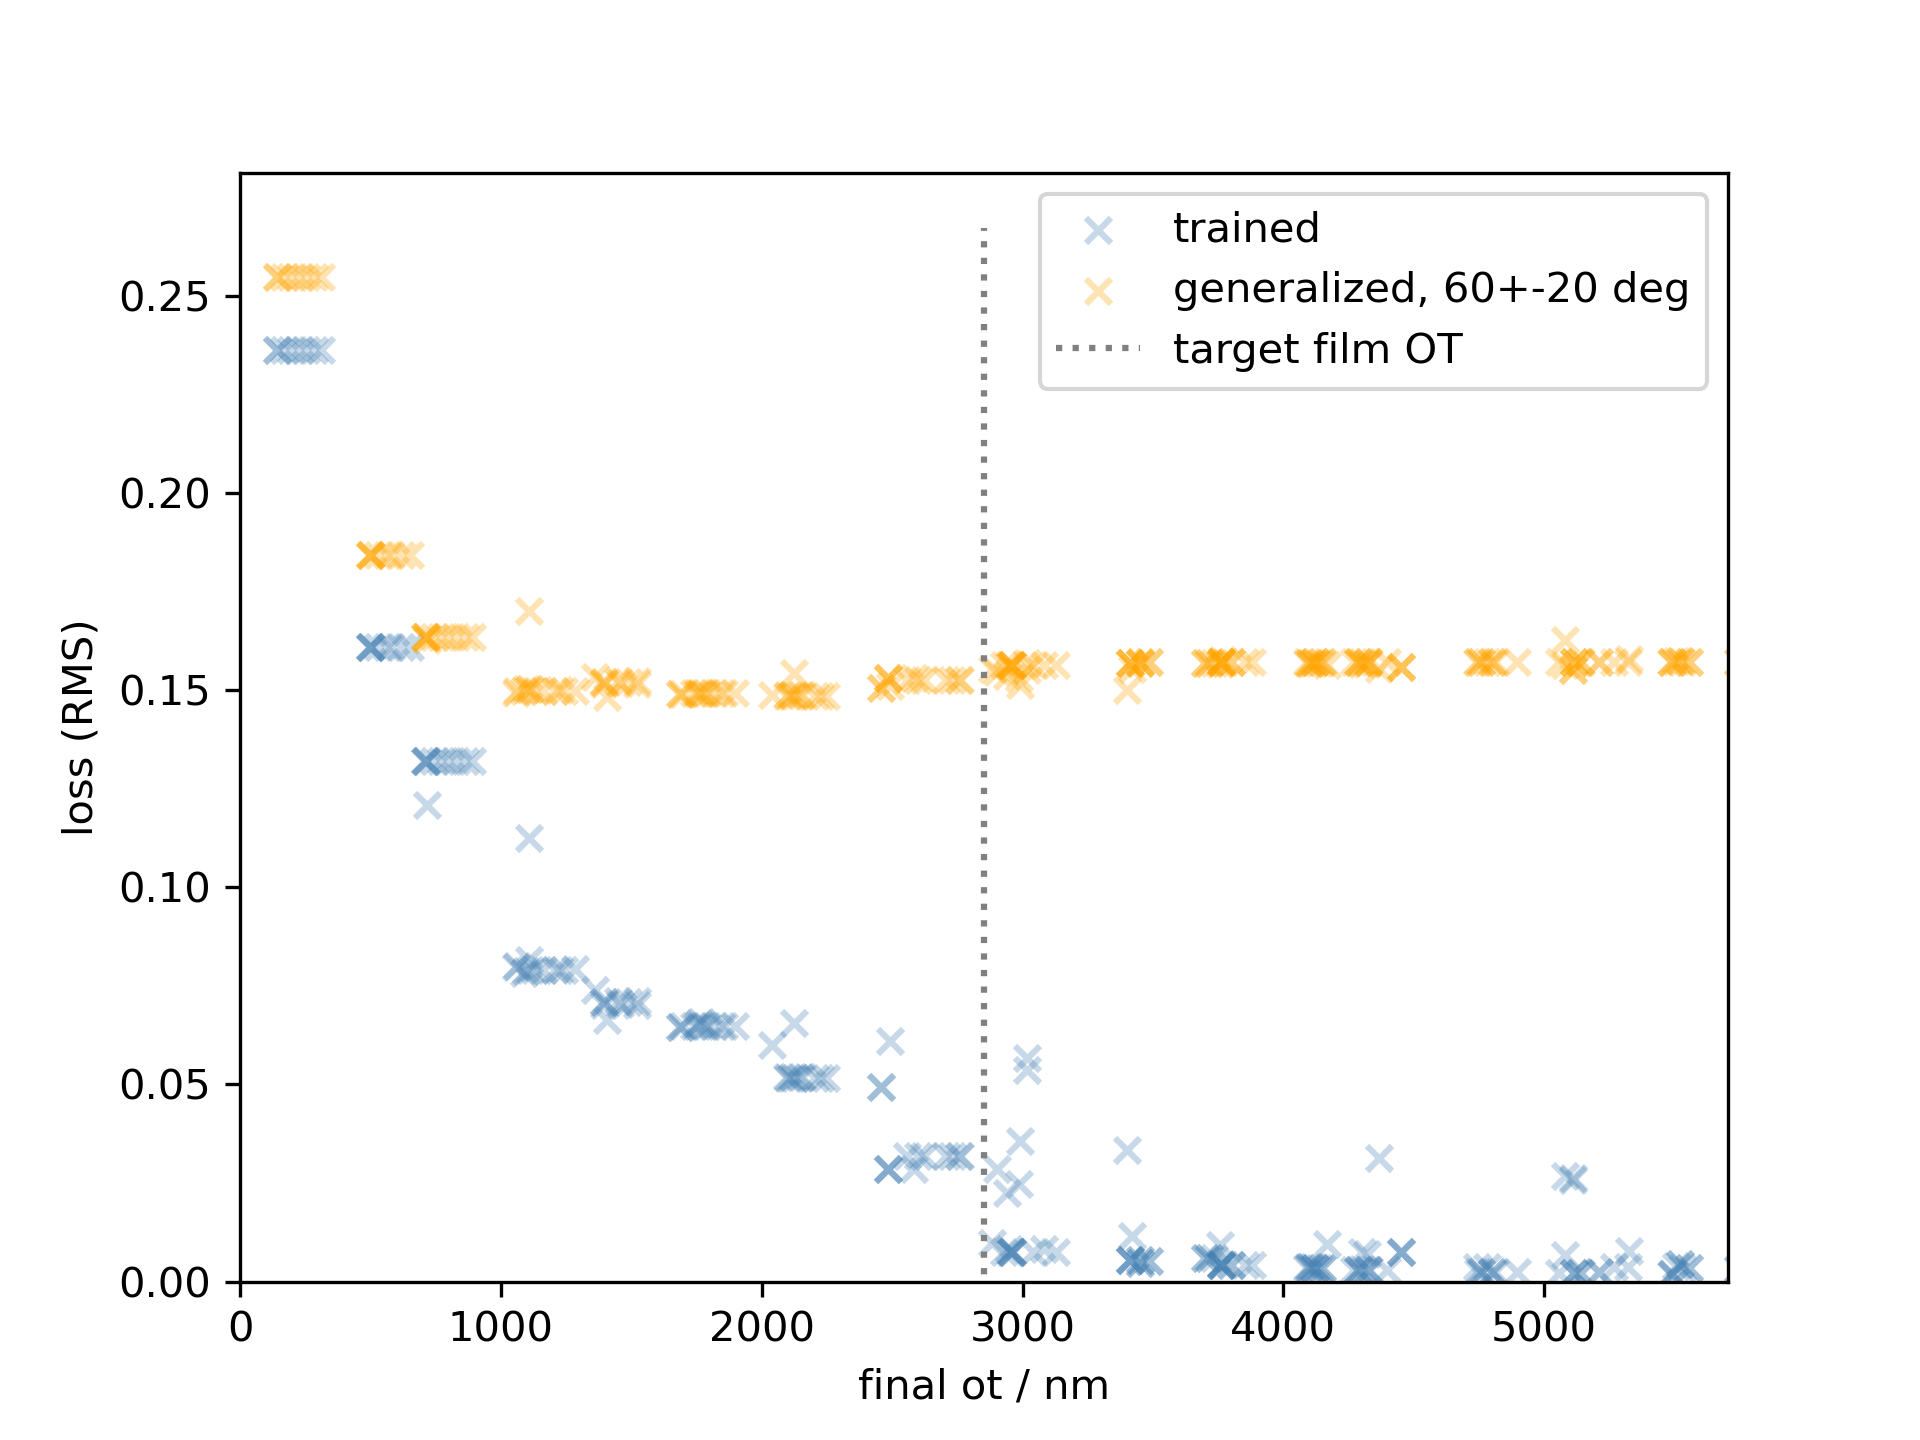 trained
generalized, 60+-20 deg
target film OT
0.25
0.20
0.15
0.10
0.05
0.00
loss (RMS)
0 1000 2000 3000 4000 5000
final ot / nm